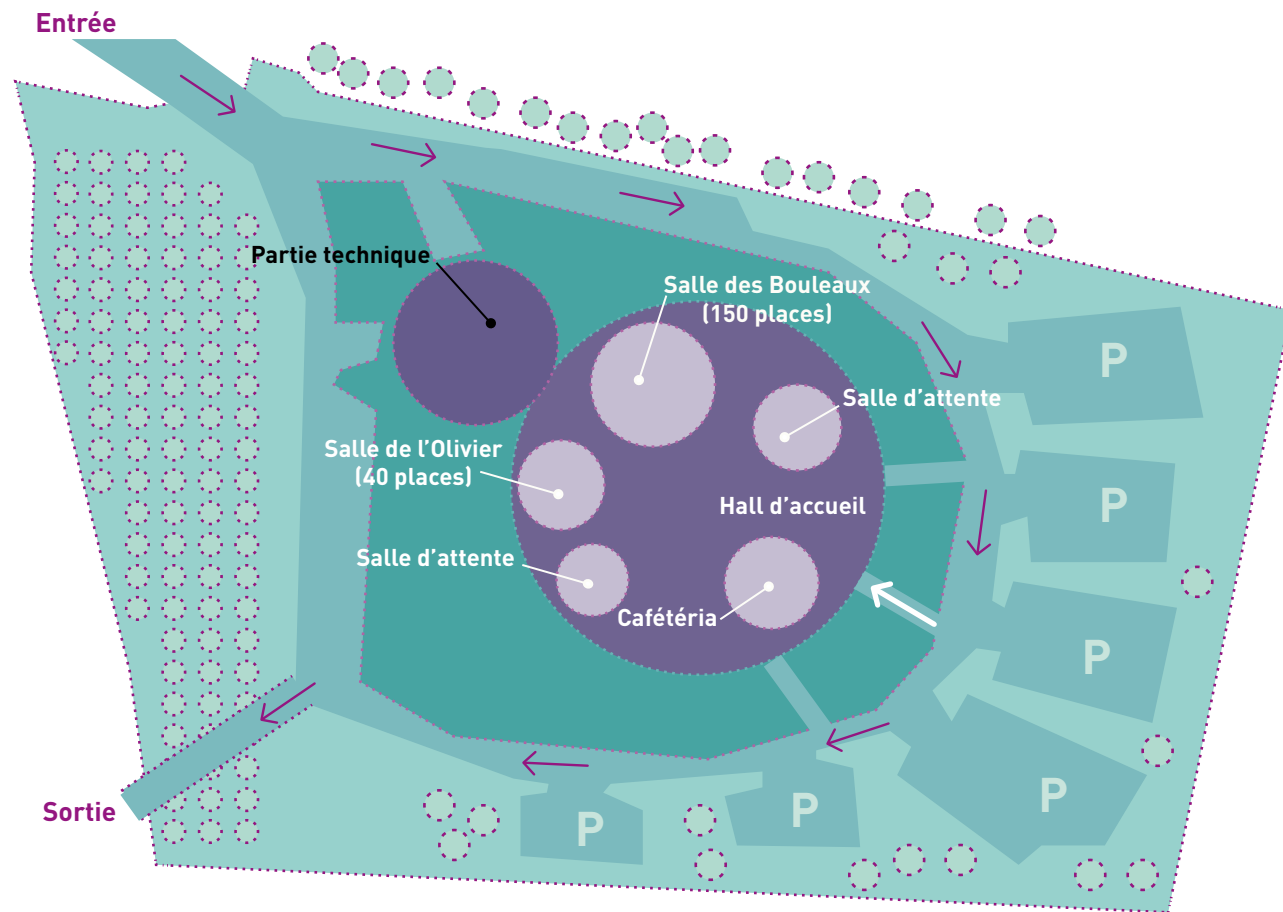 Entrée
Partie technique
Salle des Bouleaux
(150 places)
P
Salle d'attente
Salle de l'Olivier
(40 places)
Hall d'accueil
P
Salle d'attente
Cafétéria
P
Sortie
P
P
P